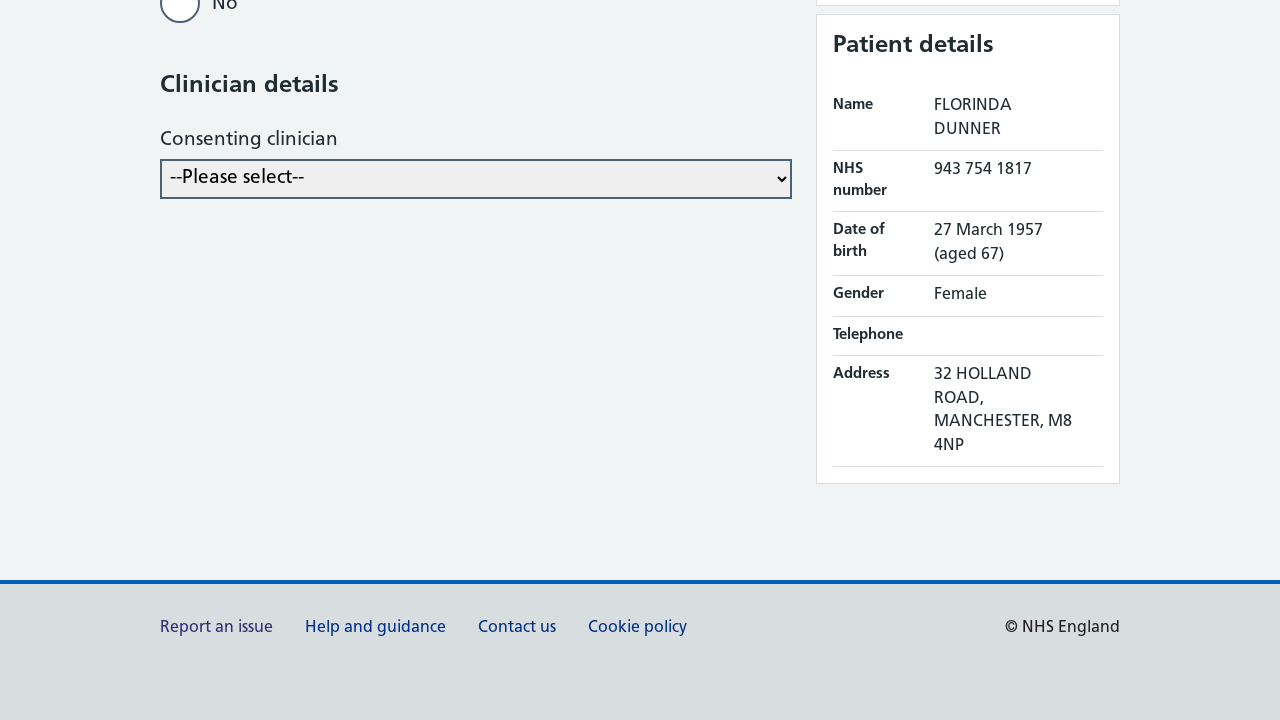 No
Clinician details
Consenting clinician
--Please select--
Patient details
Name FLORINDA
DUNNER
NHS
number 943 754 1817
Date of
birth 27 March 1957
(aged 67)
Gender Female
Telephone
Address 32 HOLLAND
ROAD,
MANCHESTER, M8
4NP
Report an issue Help and guidance Contact us Cookie policy © NHS England